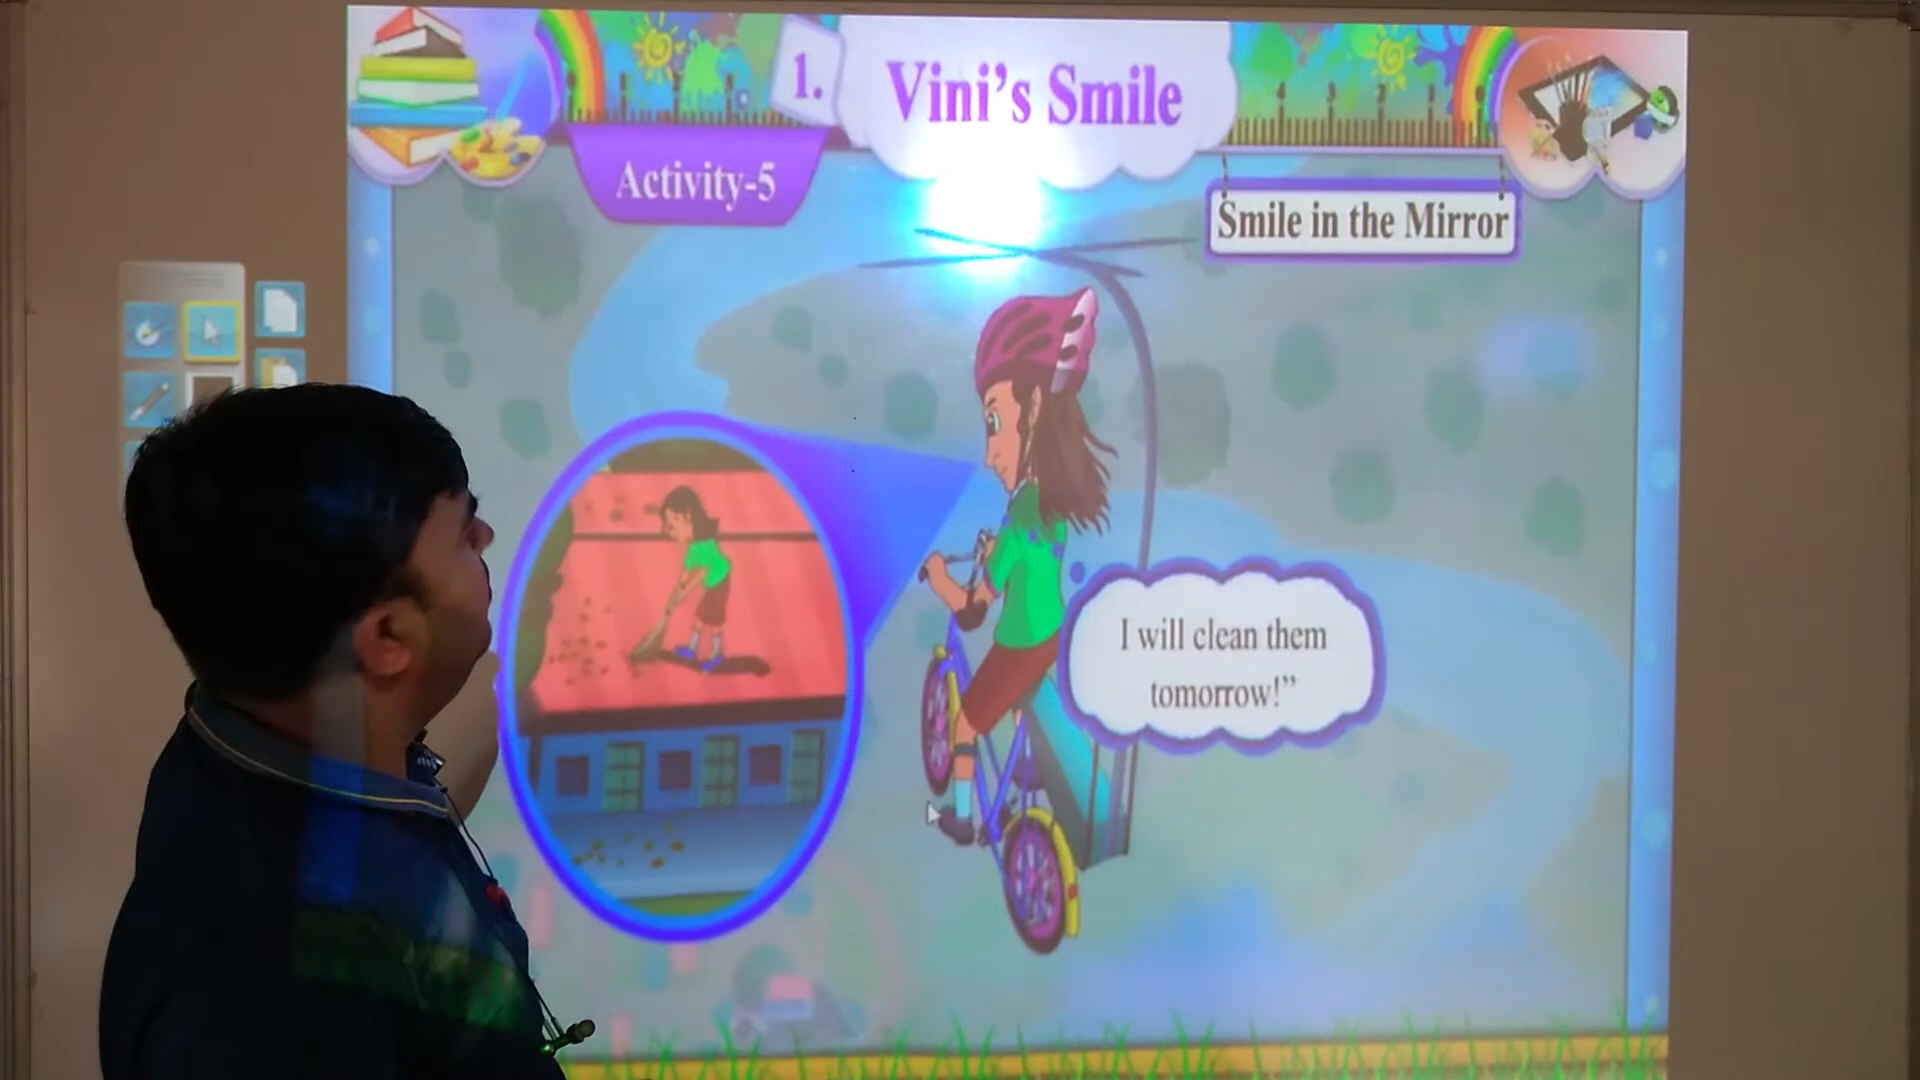 1.
Vini's Smile
Activity-5
Smile in the Mirror
I will clean them
tomorrow!”